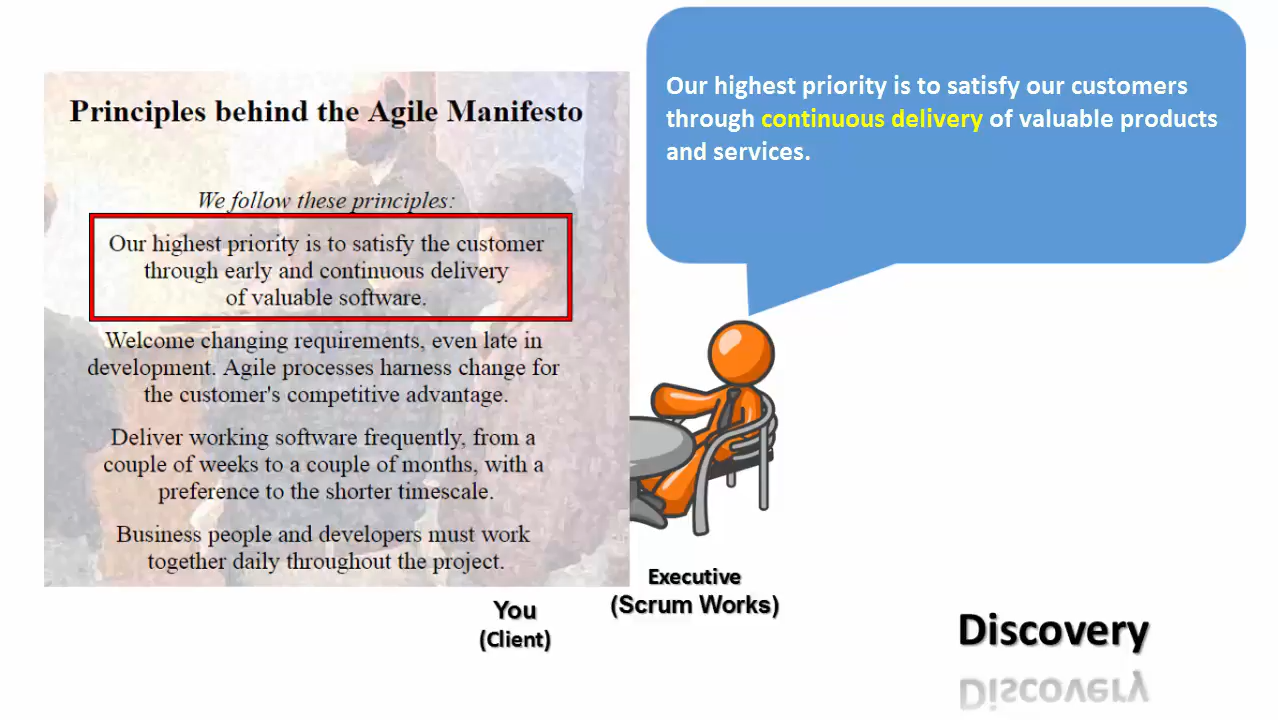 Principles behind the Agile Manifesto
We follow these principles:
Our highest priority is to satisfy the customer
through early and continuous delivery
of valuable software.
Welcome changing requirements, even late in
development. Agile processes harness change for
the customer's competitive advantage.
Deliver working software frequently, from a
couple of weeks to a couple of months, with a
preference to the shorter timescale.
Business people and developers must work
together daily throughout the project.
Our highest priority is to satisfy our customers
through continuous delivery of valuable products
and services.
You
(Client)
Executive
(Scrum Works)
Discovery